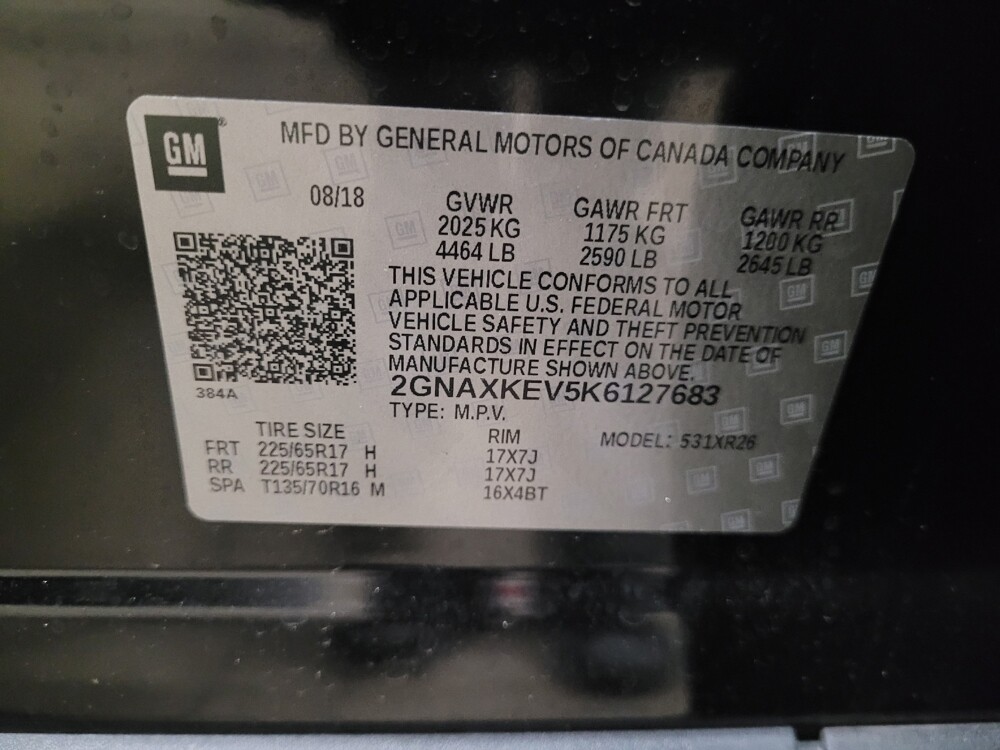 GM
MFD BY GENERAL MOTORS OF CANADA COMPANY
08/18
GVWR GAWR FRT GAWR RR
2025 KG 1175 KG 1200 KG
4464 LB 2590 LB 2645 LB
THIS VEHICLE CONFORMS TO ALL
APPLICABLE U.S. FEDERAL MOTOR
VEHICLE SAFETY AND THEFT PREVENTION
STANDARDS IN EFFECT ON THE DATE OF
MANUFACTURE SHOWN ABOVE.
2GNAXKEV5K6127683
384A
TYPE: M.P.V.
TIRE SIZE RIM MODEL: 531XR26
FRT 225/65R17 H 17X7J
RR 225/65R17 H 17X7J
SPA T135/70R16 M 16X4BT